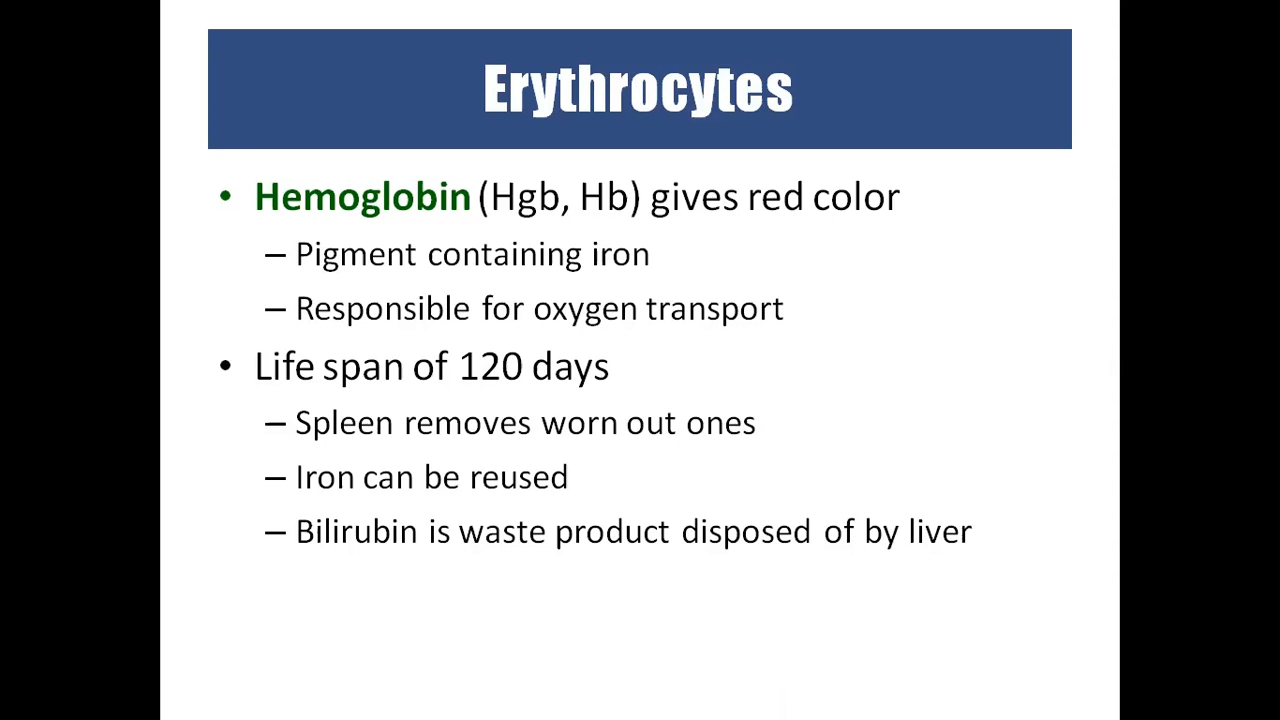 Erythrocytes
• Hemoglobin (Hgb, Hb) gives red color
– Pigment containing iron
– Responsible for oxygen transport
• Life span of 120 days
– Spleen removes worn out ones
– Iron can be reused
– Bilirubin is waste product disposed of by liver